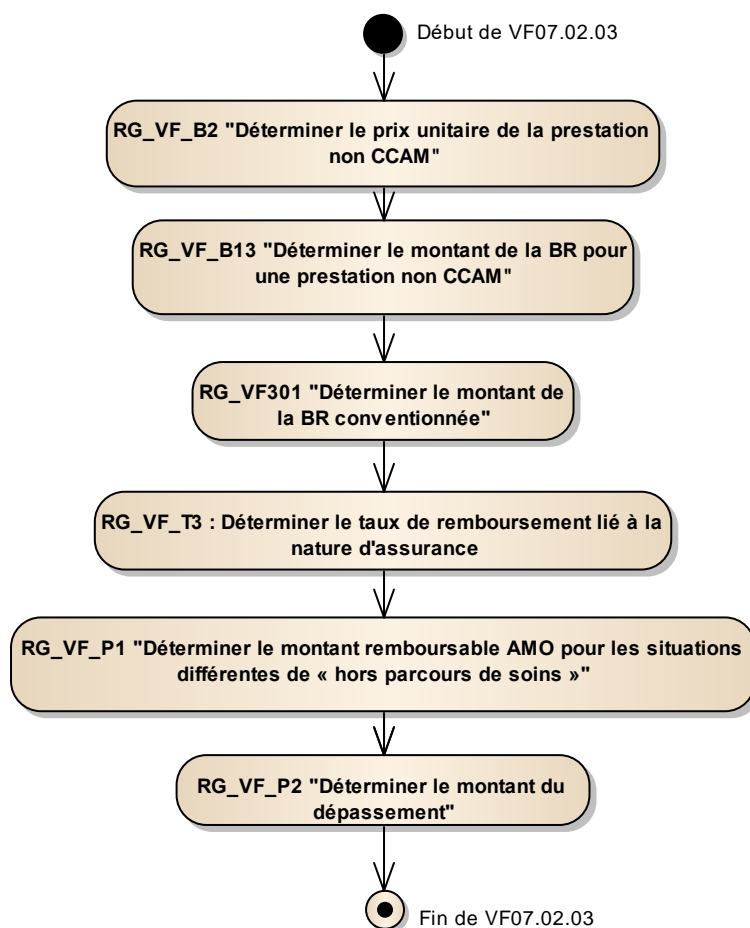 Début de VF07.02.03
RG_VF_B2 "Déterminer le prix unitaire de la prestation
non CCAM"
RG_VF_B13 "Déterminer le montant de la BR pour
une prestation non CCAM"
RG_VF301 "Déterminer le montant de
la BR conventionnée"
RG_VF_T3 : Déterminer le taux de remboursement lié à la
nature d'assurance
RG_VF_P1 "Déterminer le montant remboursable AMO pour les situations
différentes de « hors parcours de soins »"
RG_VF_P2 "Déterminer le montant du
dépassement"
Fin de VF07.02.03